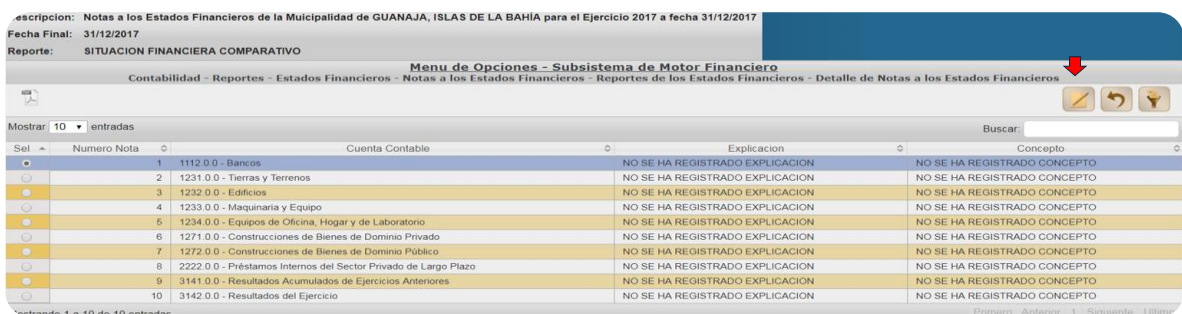 escripcion: Notas a los Estados Financieros de la Muicipalidad de GUANAJA, ISLAS DE LA BAHÍA para el Ejercicio 2017 a fecha 31/12/2017
Fecha Final: 31/12/2017
Reporte: SITUACION FINANCIERA COMPARATIVO
Menu de Opciones - Subsistema de Motor Financiero
Contabilidad - Reportes - Estados Financieros - Notas a los Estados Financieros - Reportes de los Estados Financieros - Detalle de Notas a los Estados Financieros
Mostrar 10 entradas Buscar:
Sel Numero Nota Cuenta Contable Explicacion Concepto
1 1112.0.0 - Bancos NO SE HA REGISTRADO EXPLICACION NO SE HA REGISTRADO CONCEPTO
2 1231.0.0 - Tierras y Terrenos NO SE HA REGISTRADO EXPLICACION NO SE HA REGISTRADO CONCEPTO
3 1232.0.0 - Edificios NO SE HA REGISTRADO EXPLICACION NO SE HA REGISTRADO CONCEPTO
4 1233.0.0 - Maquinaria y Equipo NO SE HA REGISTRADO EXPLICACION NO SE HA REGISTRADO CONCEPTO
5 1234.0.0 - Equipos de Oficina, Hogar y de Laboratorio NO SE HA REGISTRADO EXPLICACION NO SE HA REGISTRADO CONCEPTO
6 1271.0.0 - Construcciones de Bienes de Dominio Privado NO SE HA REGISTRADO EXPLICACION NO SE HA REGISTRADO CONCEPTO
7 1272.0.0 - Construcciones de Bienes de Dominio Público NO SE HA REGISTRADO EXPLICACION NO SE HA REGISTRADO CONCEPTO
8 2222.0.0 - Préstamos Internos del Sector Privado de Largo Plazo NO SE HA REGISTRADO EXPLICACION NO SE HA REGISTRADO CONCEPTO
9 3141.0.0 - Resultados Acumulados de Ejercicios Anteriores NO SE HA REGISTRADO EXPLICACION NO SE HA REGISTRADO CONCEPTO
10 3142.0.0 - Resultados del Ejercicio NO SE HA REGISTRADO EXPLICACION NO SE HA REGISTRADO CONCEPTO
ostrando 1 a 10 de 10 entradas Primero Anterior 1 Siguiente Ultimo